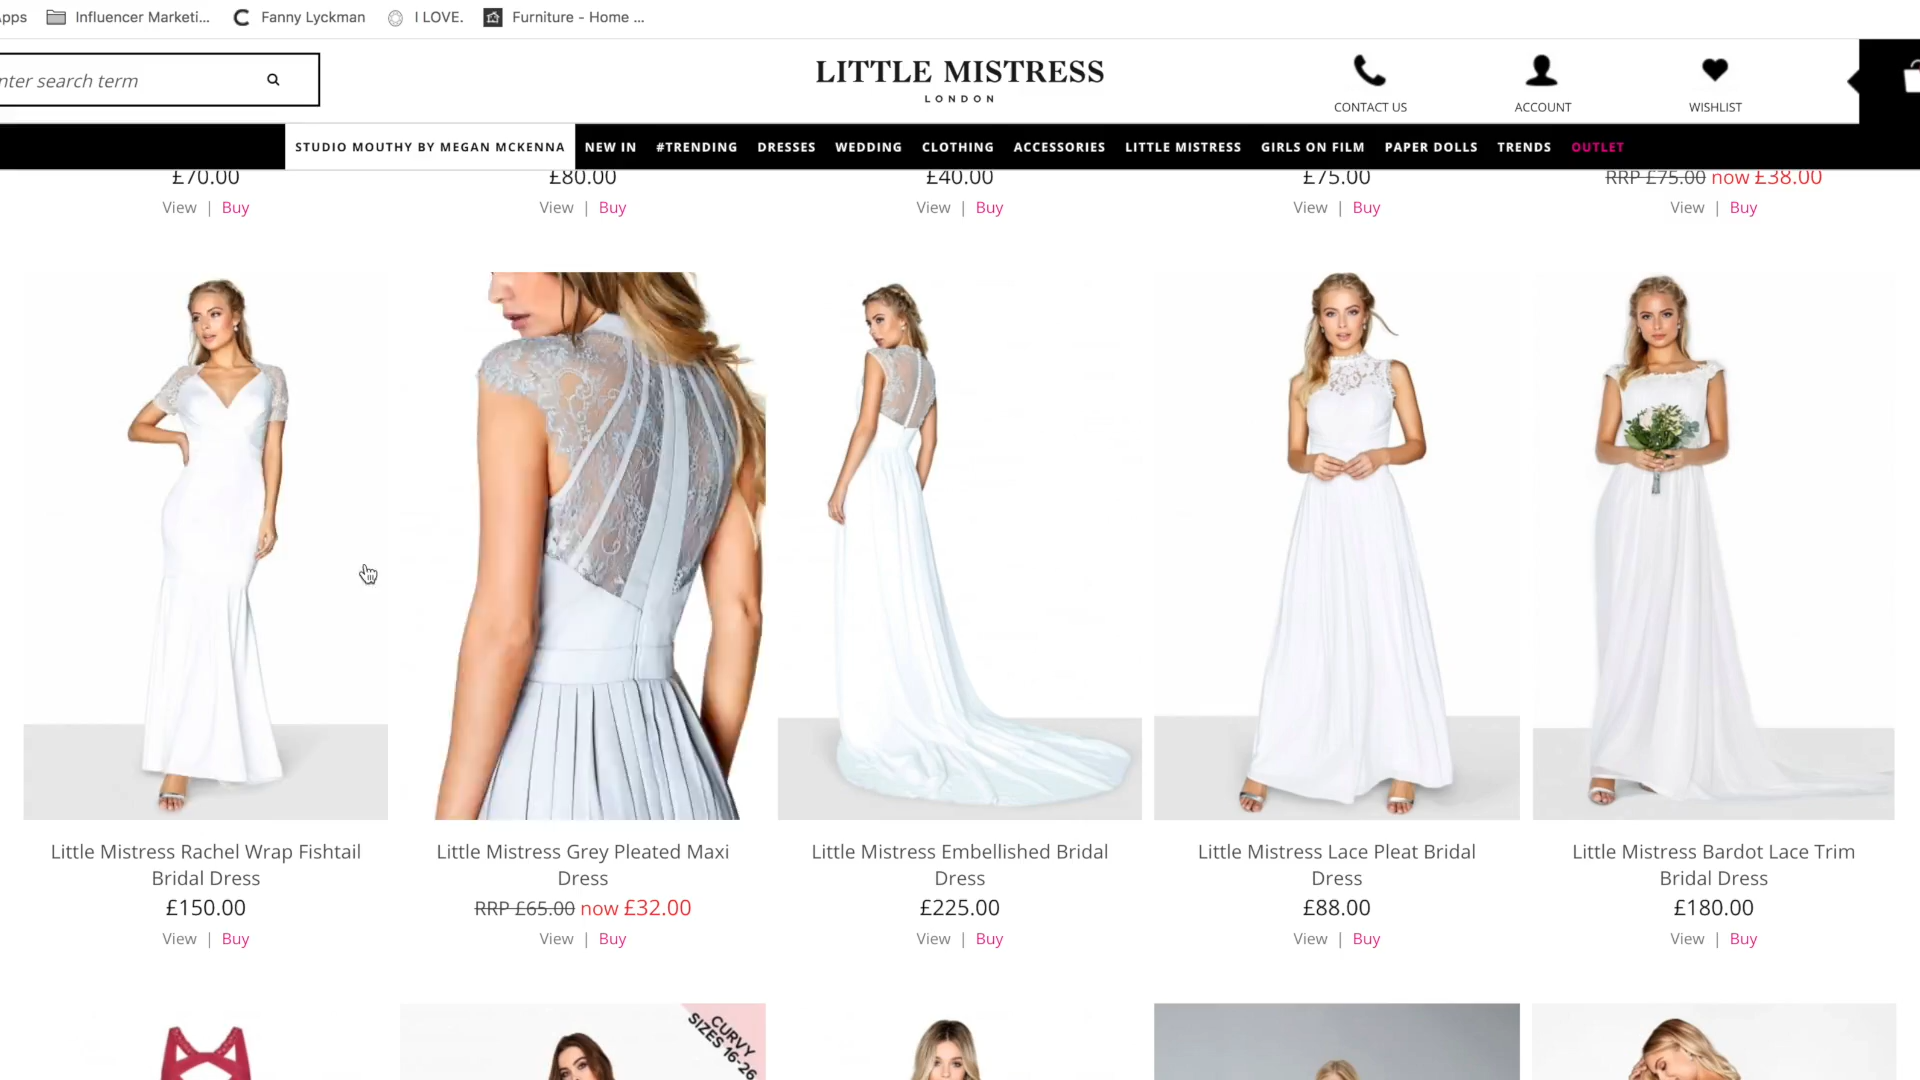 pps Influencer Marketi... Fanny Lyckman I LOVE. Furniture - Home ...
nter search term
LITTLE MISTRESS
LONDON
CONTACT US ACCOUNT WISHLIST
STUDIO MOUTHY BY MEGAN MCKENNA NEW IN #TRENDING DRESSES WEDDING CLOTHING ACCESSORIES LITTLE MISTRESS GIRLS ON FILM PAPER DOLLS TRENDS OUTLET
£70.00 £80.00 £40.00 £75.00 RRP £75.00 now £38.00
View | Buy View | Buy View | Buy View | Buy View | Buy
Little Mistress Rachel Wrap Fishtail
Bridal Dress
£150.00
View | Buy
Little Mistress Grey Pleated Maxi
Dress
RRP £65.00 now £32.00
View | Buy
Little Mistress Embellished Bridal
Dress
£225.00
View | Buy
Little Mistress Lace Pleat Bridal
Dress
£88.00
View | Buy
Little Mistress Bardot Lace Trim
Bridal Dress
£180.00
View | Buy
CURVY
SIZES 16-26